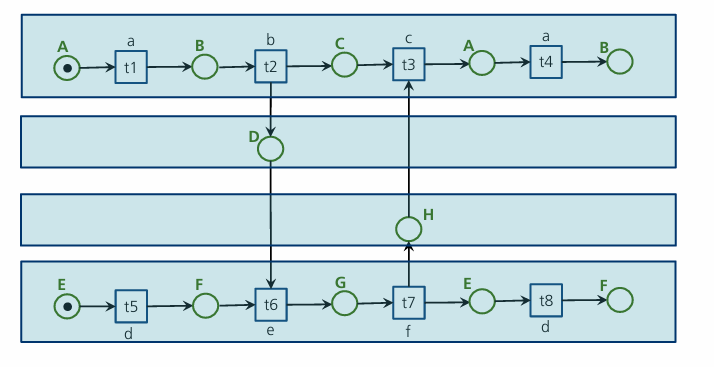 a b c a
A B C A B
t1 t2 t3 t4
D
H
E F G E F
t5 t6 t7 t8
d e f d